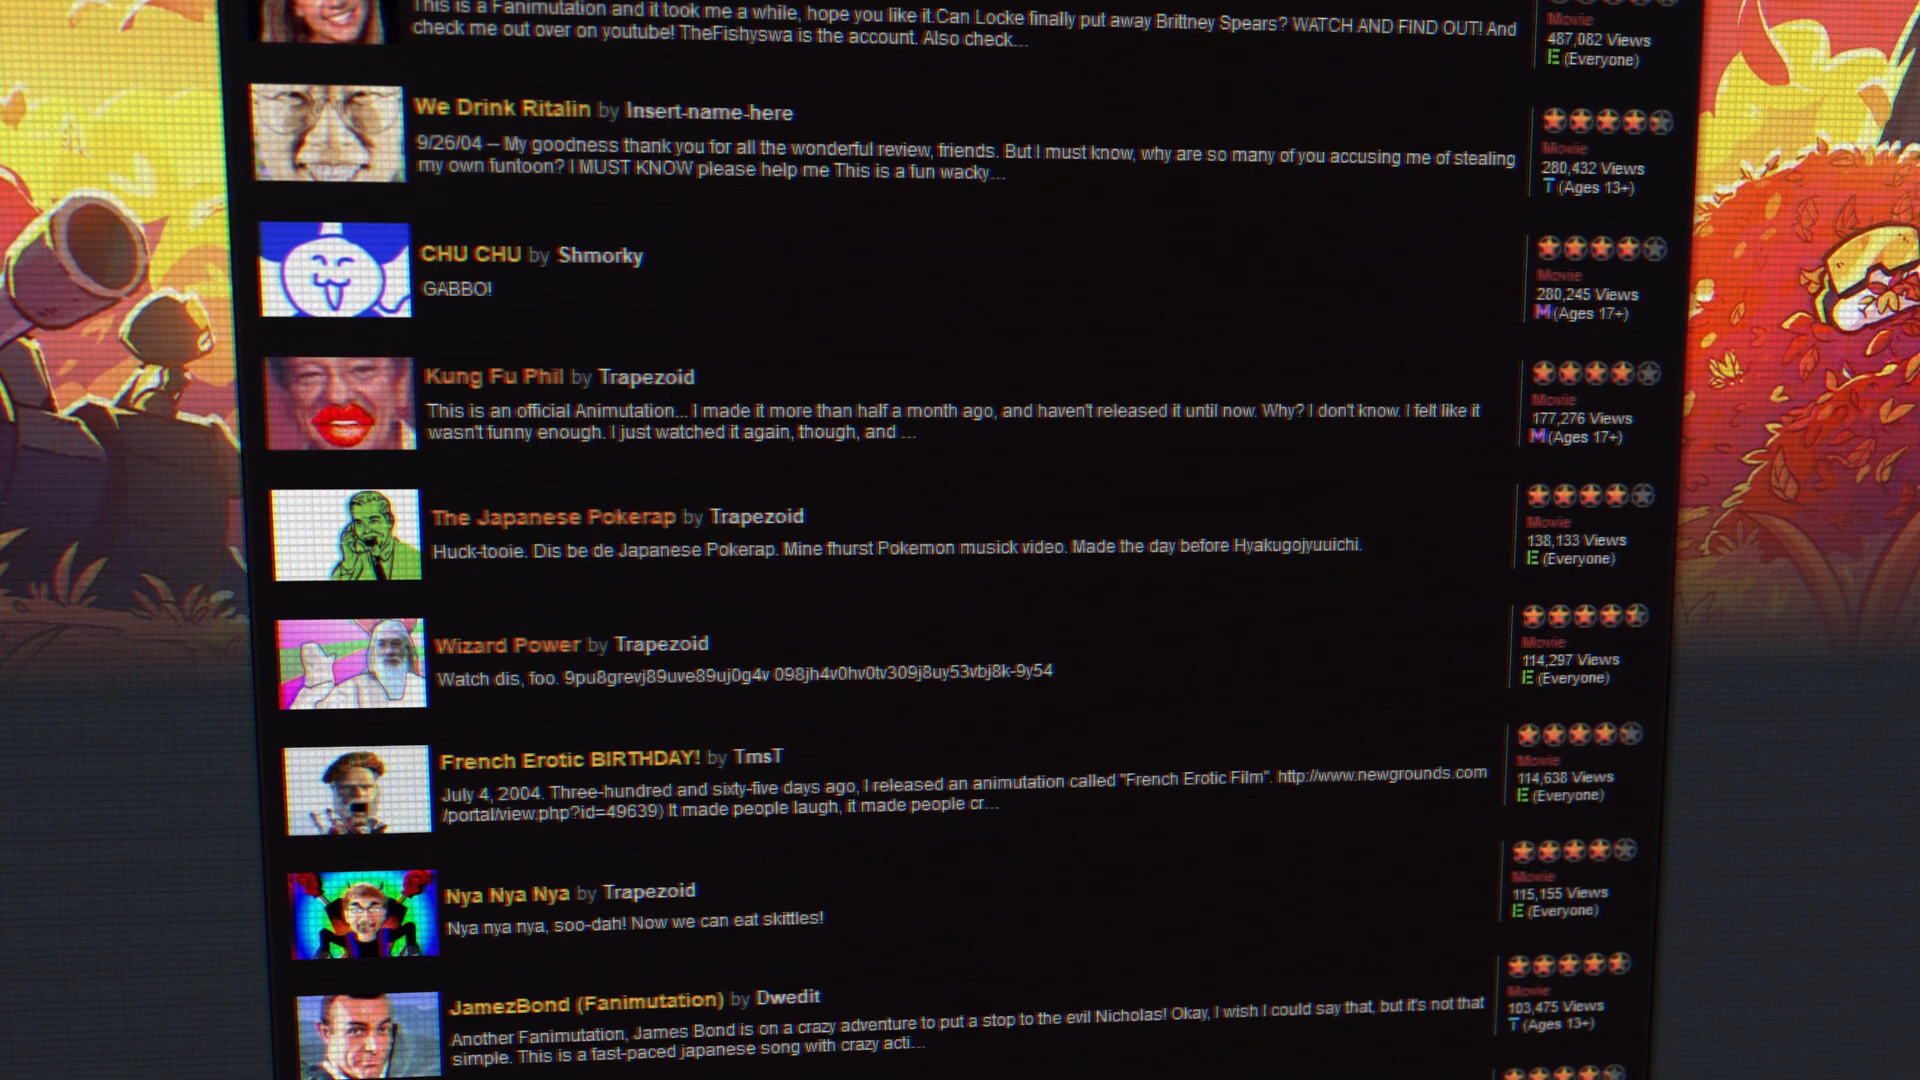 This is a Fanimutation and it took me a while, hope you like it.Can Locke finally put away Brittney Spears? WATCH AND FIND OUT! And
check me out over on youtube! TheFishyswa is the account. Also check...
Movie
487,082 Views
E (Everyone)
We Drink Ritalin by Insert-name-here
9/26/04 – My goodness thank you for all the wonderful review, friends. But I must know, why are so many of you accusing me of stealing
my own funtoon? I MUST KNOW please help me This is a fun wacky...
Movie
280,432 Views
T (Ages 13+)
CHU CHU by Shmorky
GABBO!
Movie
280,245 Views
M (Ages 17+)
Kung Fu Phil by Trapezoid
This is an official Animutation... I made it more than half a month ago, and haven't released it until now. Why? I don't know. I felt like it
wasn't funny enough. I just watched it again, though, and ...
Movie
177,276 Views
M (Ages 17+)
The Japanese Pokerap by Trapezoid
Huck-tooie. Dis be de Japanese Pokerap. Mine fhurst Pokemon musick video. Made the day before Hyakugojyuuichi.
Movie
138,133 Views
E (Everyone)
Wizard Power by Trapezoid
Watch dis, foo. 9pu8grevj89uve89uj0g4v 098jh4v0hv0tv309j8uy53vbj8k-9y54
Movie
114,297 Views
E (Everyone)
French Erotic BIRTHDAY! by TmsT
July 4, 2004. Three-hundred and sixty-five days ago, I released an animutation called "French Erotic Film". http://www.newgrounds.com
/portal/view.php?id=49639) It made people laugh, it made people cr...
Movie
114,638 Views
E (Everyone)
Nya Nya Nya by Trapezoid
Nya nya nya, soo-dah! Now we can eat skittles!
Movie
115,155 Views
E (Everyone)
JamezBond (Fanimutation) by Dwedit
Another Fanimutation, James Bond is on a crazy adventure to put a stop to the evil Nicholas! Okay, I wish I could say that, but it's not that
simple. This is a fast-paced japanese song with crazy acti...
Movie
103,475 Views
T (Ages 13+)